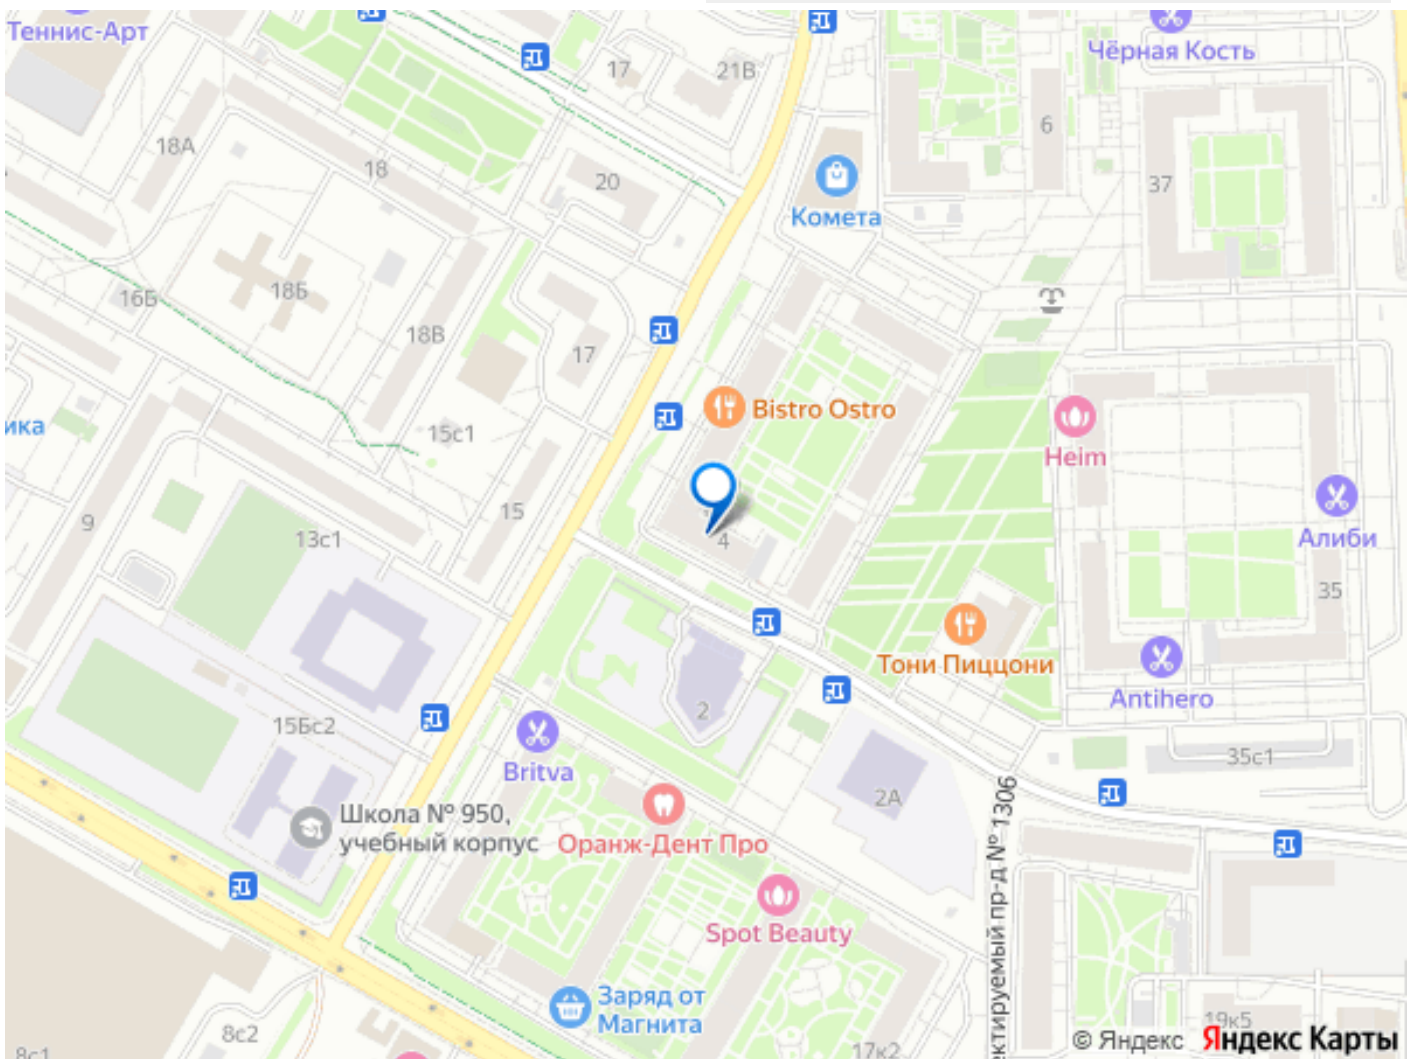 Теннис-Арт
17
21В
Чёрная Кость
6
18А
18
20
37
Комета
16Б
18Б
18В
17
Bistro Ostro
ика
15с1
Heim
9
13с1
15
4
Алиби
35
Тони Пиццони
Antihero
2
15Бс2
Britva
35с1
2А
Школа № 950,
учебный корпус
Оранж-Дент Про
Spot Beauty
ектируемый пр-д № 1306
Заряд от
Магнита
8с2
8с1
17к2
19к5
© Яндекс Яндекс Карты